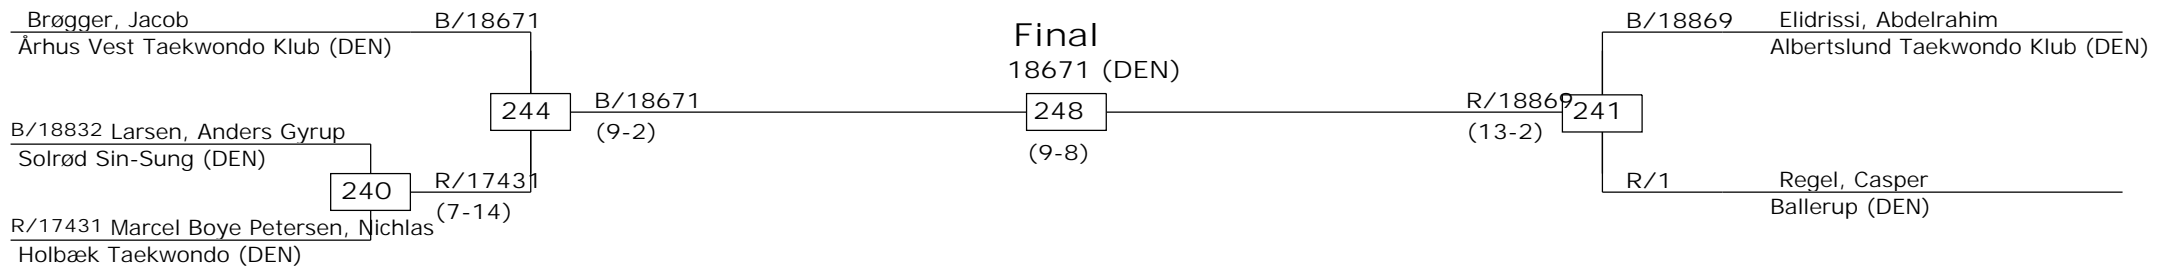 Brøgger, Jacob
B/18671
Århus Vest Taekwondo Klub (DEN)
B/18832 Larsen, Anders Gyrup
Solrød Sin-Sung (DEN)
R/17431 Marcel Boye Petersen, Nichlas
Holbæk Taekwondo (DEN)
240
R/17431
(7-14)
244
B/18671
(9-2)
Final
18671 (DEN)
248
(9-8)
R/18869
(13-2)
241
B/18869
Elidrissi, Abdelrahim
Albertslund Taekwondo Klub (DEN)
R/1
Regel, Casper
Ballerup (DEN)